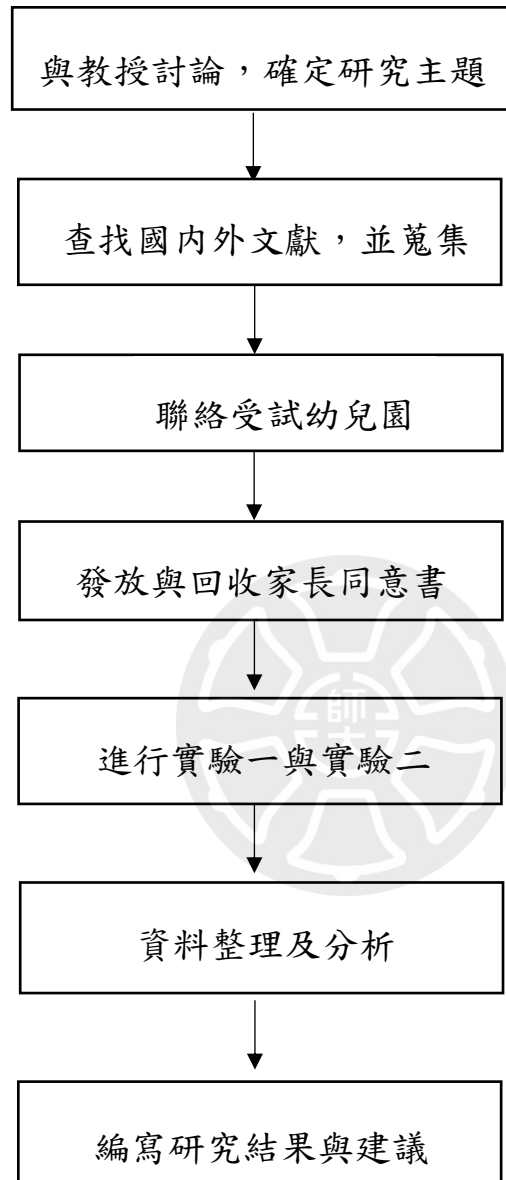 與教授討論，確定研究主題
查找國內外文獻，並蒐集
聯絡受試幼兒園
發放與回收家長同意書
師大
進行實驗一與實驗二
資料整理及分析
編寫研究結果與建議